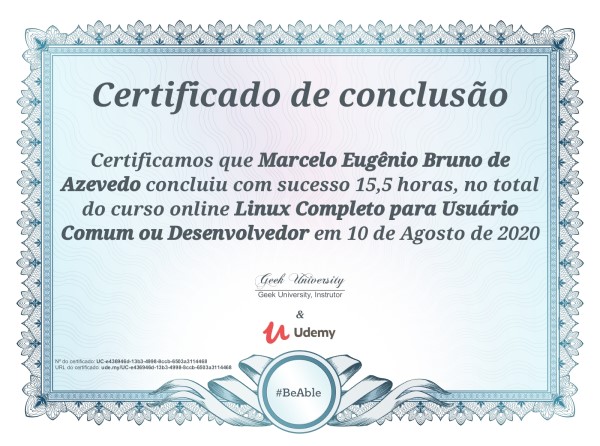 Certificado de conclusão
Certificamos que Marcelo Eugênio Bruno de
Azevedo concluiu com sucesso 15,5 horas, no total
do curso online Linux Completo para Usuário
Comum ou Desenvolvedor em 10 de Agosto de 2020
Geek University
Geek University, Instrutor
&
Udemy
Nº do certificado: UC-e436946d-13b3-4998-8ccb-6503a3114468
URL do certificado: ude.my/UC-e436946d-13b3-4998-8ccb-6503a3114468
#BeAble